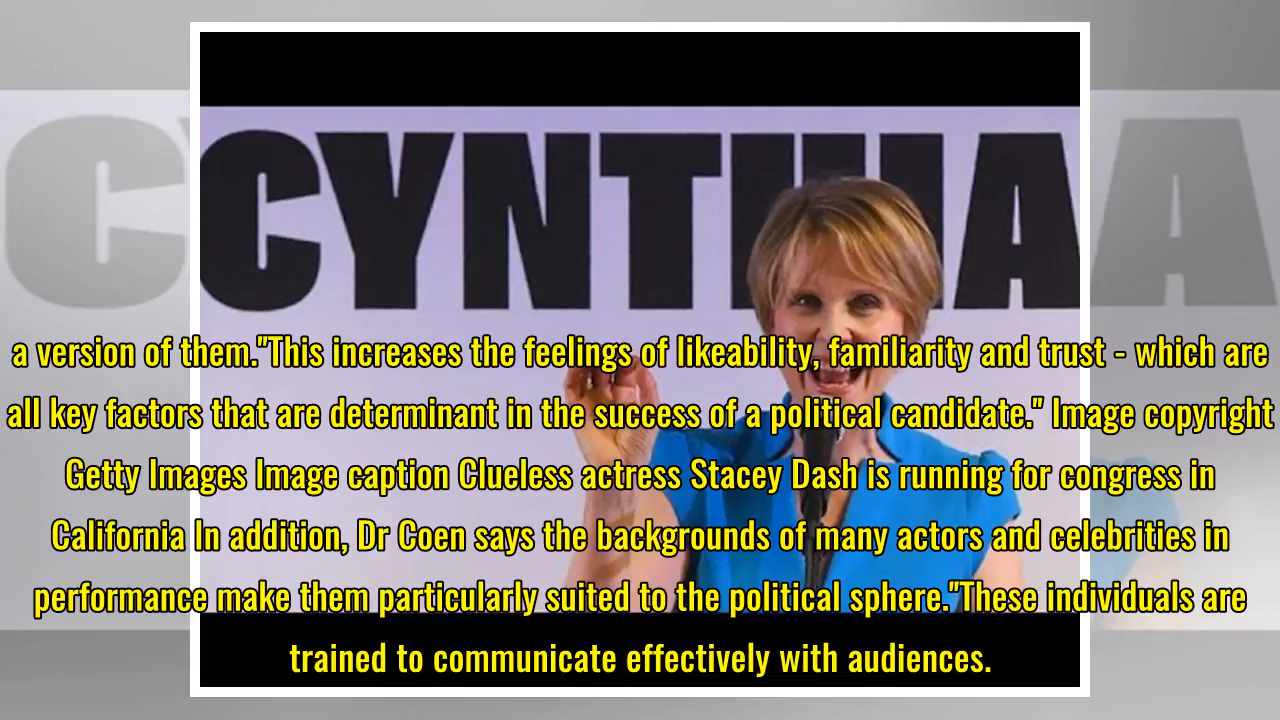 CYNTHIA
a version of them."This increases the feelings of likeability, familiarity and trust - which are
all key factors that are determinant in the success of a political candidate." Image copyright
Getty Images Image caption Clueless actress Stacey Dash is running for congress in
California In addition, Dr Coen says the backgrounds of many actors and celebrities in
performance make them particularly suited to the political sphere."These individuals are
trained to communicate effectively with audiences.